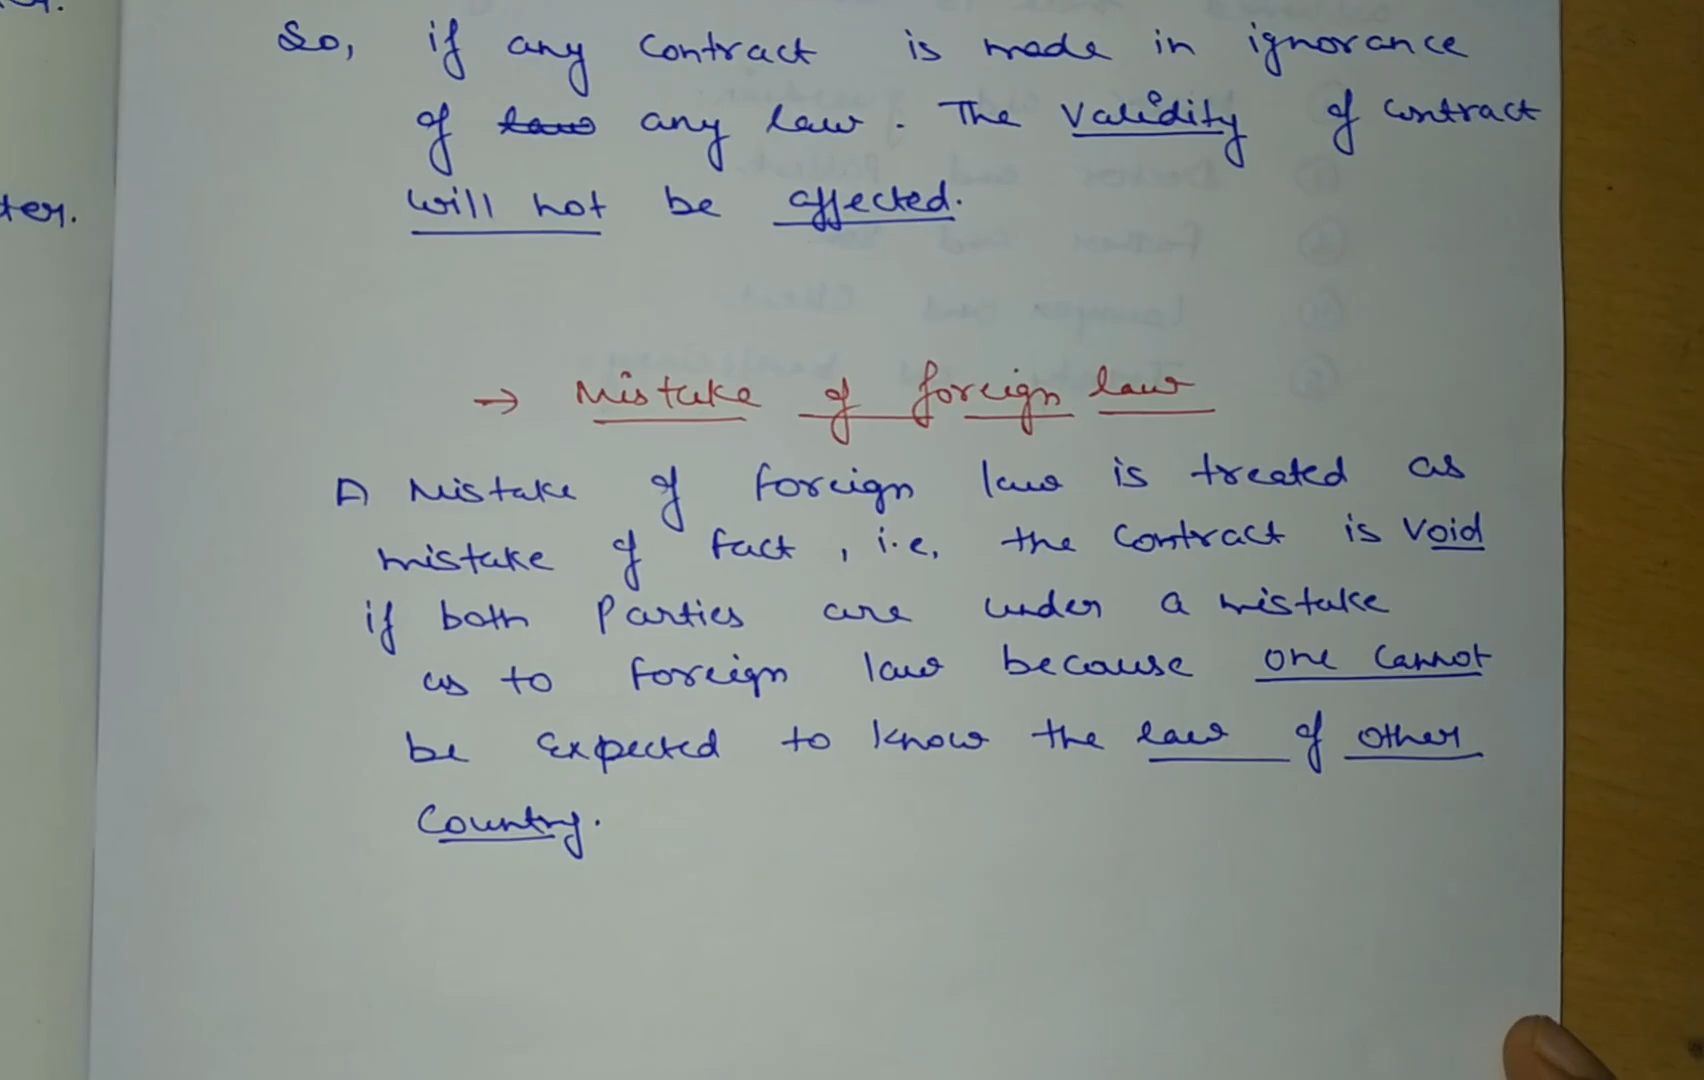 So, if any contract is made in ignorance
of law any law. The validity of contract
will not be affected.
ter.
→ Mistake of foreign law
A Mistake of foreign law is treated as
mistake of fact, i.e. the contract is void
if both Parties are under a mistake
as to foreign law because one cannot
be expected to know the law of other
Country.